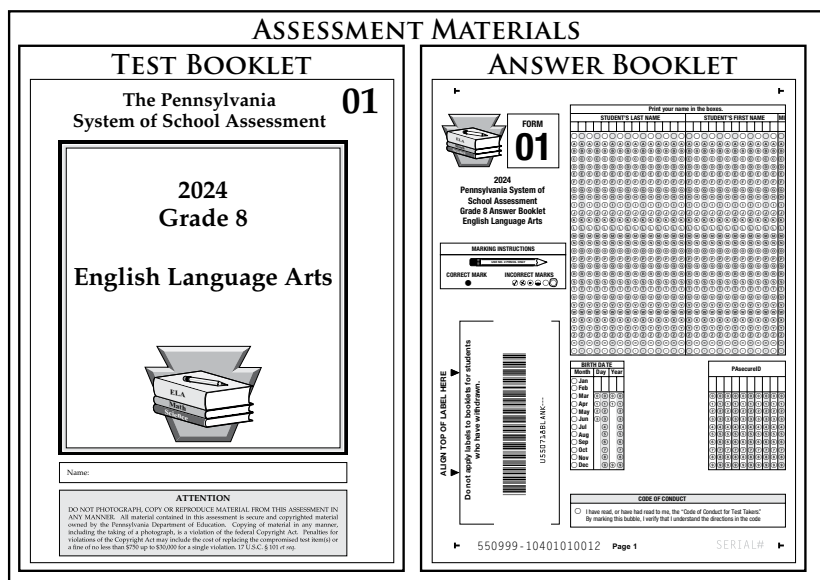 ASSESSMENT MATERIALS
TEST BOOKLET
The Pennsylvania
System of School Assessment
01
2024
Grade 8
English Language Arts
ELA
Math
Science
Name:
ATTENTION
DO NOT PHOTOGRAPH, COPY OR REPRODUCE MATERIAL FROM THIS ASSESSMENT IN
ANY MANNER. All material contained in this assessment is secure and copyrighted material
owned by the Pennsylvania Department of Education. Copying of material in any manner,
including the taking of a photograph, is a violation of the federal Copyright Act. Penalties for
violations of the Copyright Act may include the cost of replacing the compromised test item(s) or
a fine of no less than $750 up to $30,000 for a single violation. 17 U.S.C. § 101 et seq.
ANSWER BOOKLET
ELA
Math
Science
FORM
01
2024
Pennsylvania System of
School Assessment
Grade 8 Answer Booklet
English Language Arts
MARKING INSTRUCTIONS
CORRECT MARK
INCORRECT MARKS
ALIGN TOP OF LABEL HERE
Do not apply labels to booklets for students
who have withdrawn.
U55D718BLANK---
Print your name in the boxes.
STUDENT'S LAST NAME
STUDENT'S FIRST NAME
MI
BIRTH DATE
Month Day Year
Jan
Feb
Mar
Apr
May
Jun
Jul
Aug
Sep
Oct
Nov
Dec
PAsecureID
CODE OF CONDUCT
I have read, or have had read to me, the "Code of Conduct for Test Takers."
By marking this bubble, I verify that I understand the directions in the code
550999-10401010012
Page 1
SERIAL#